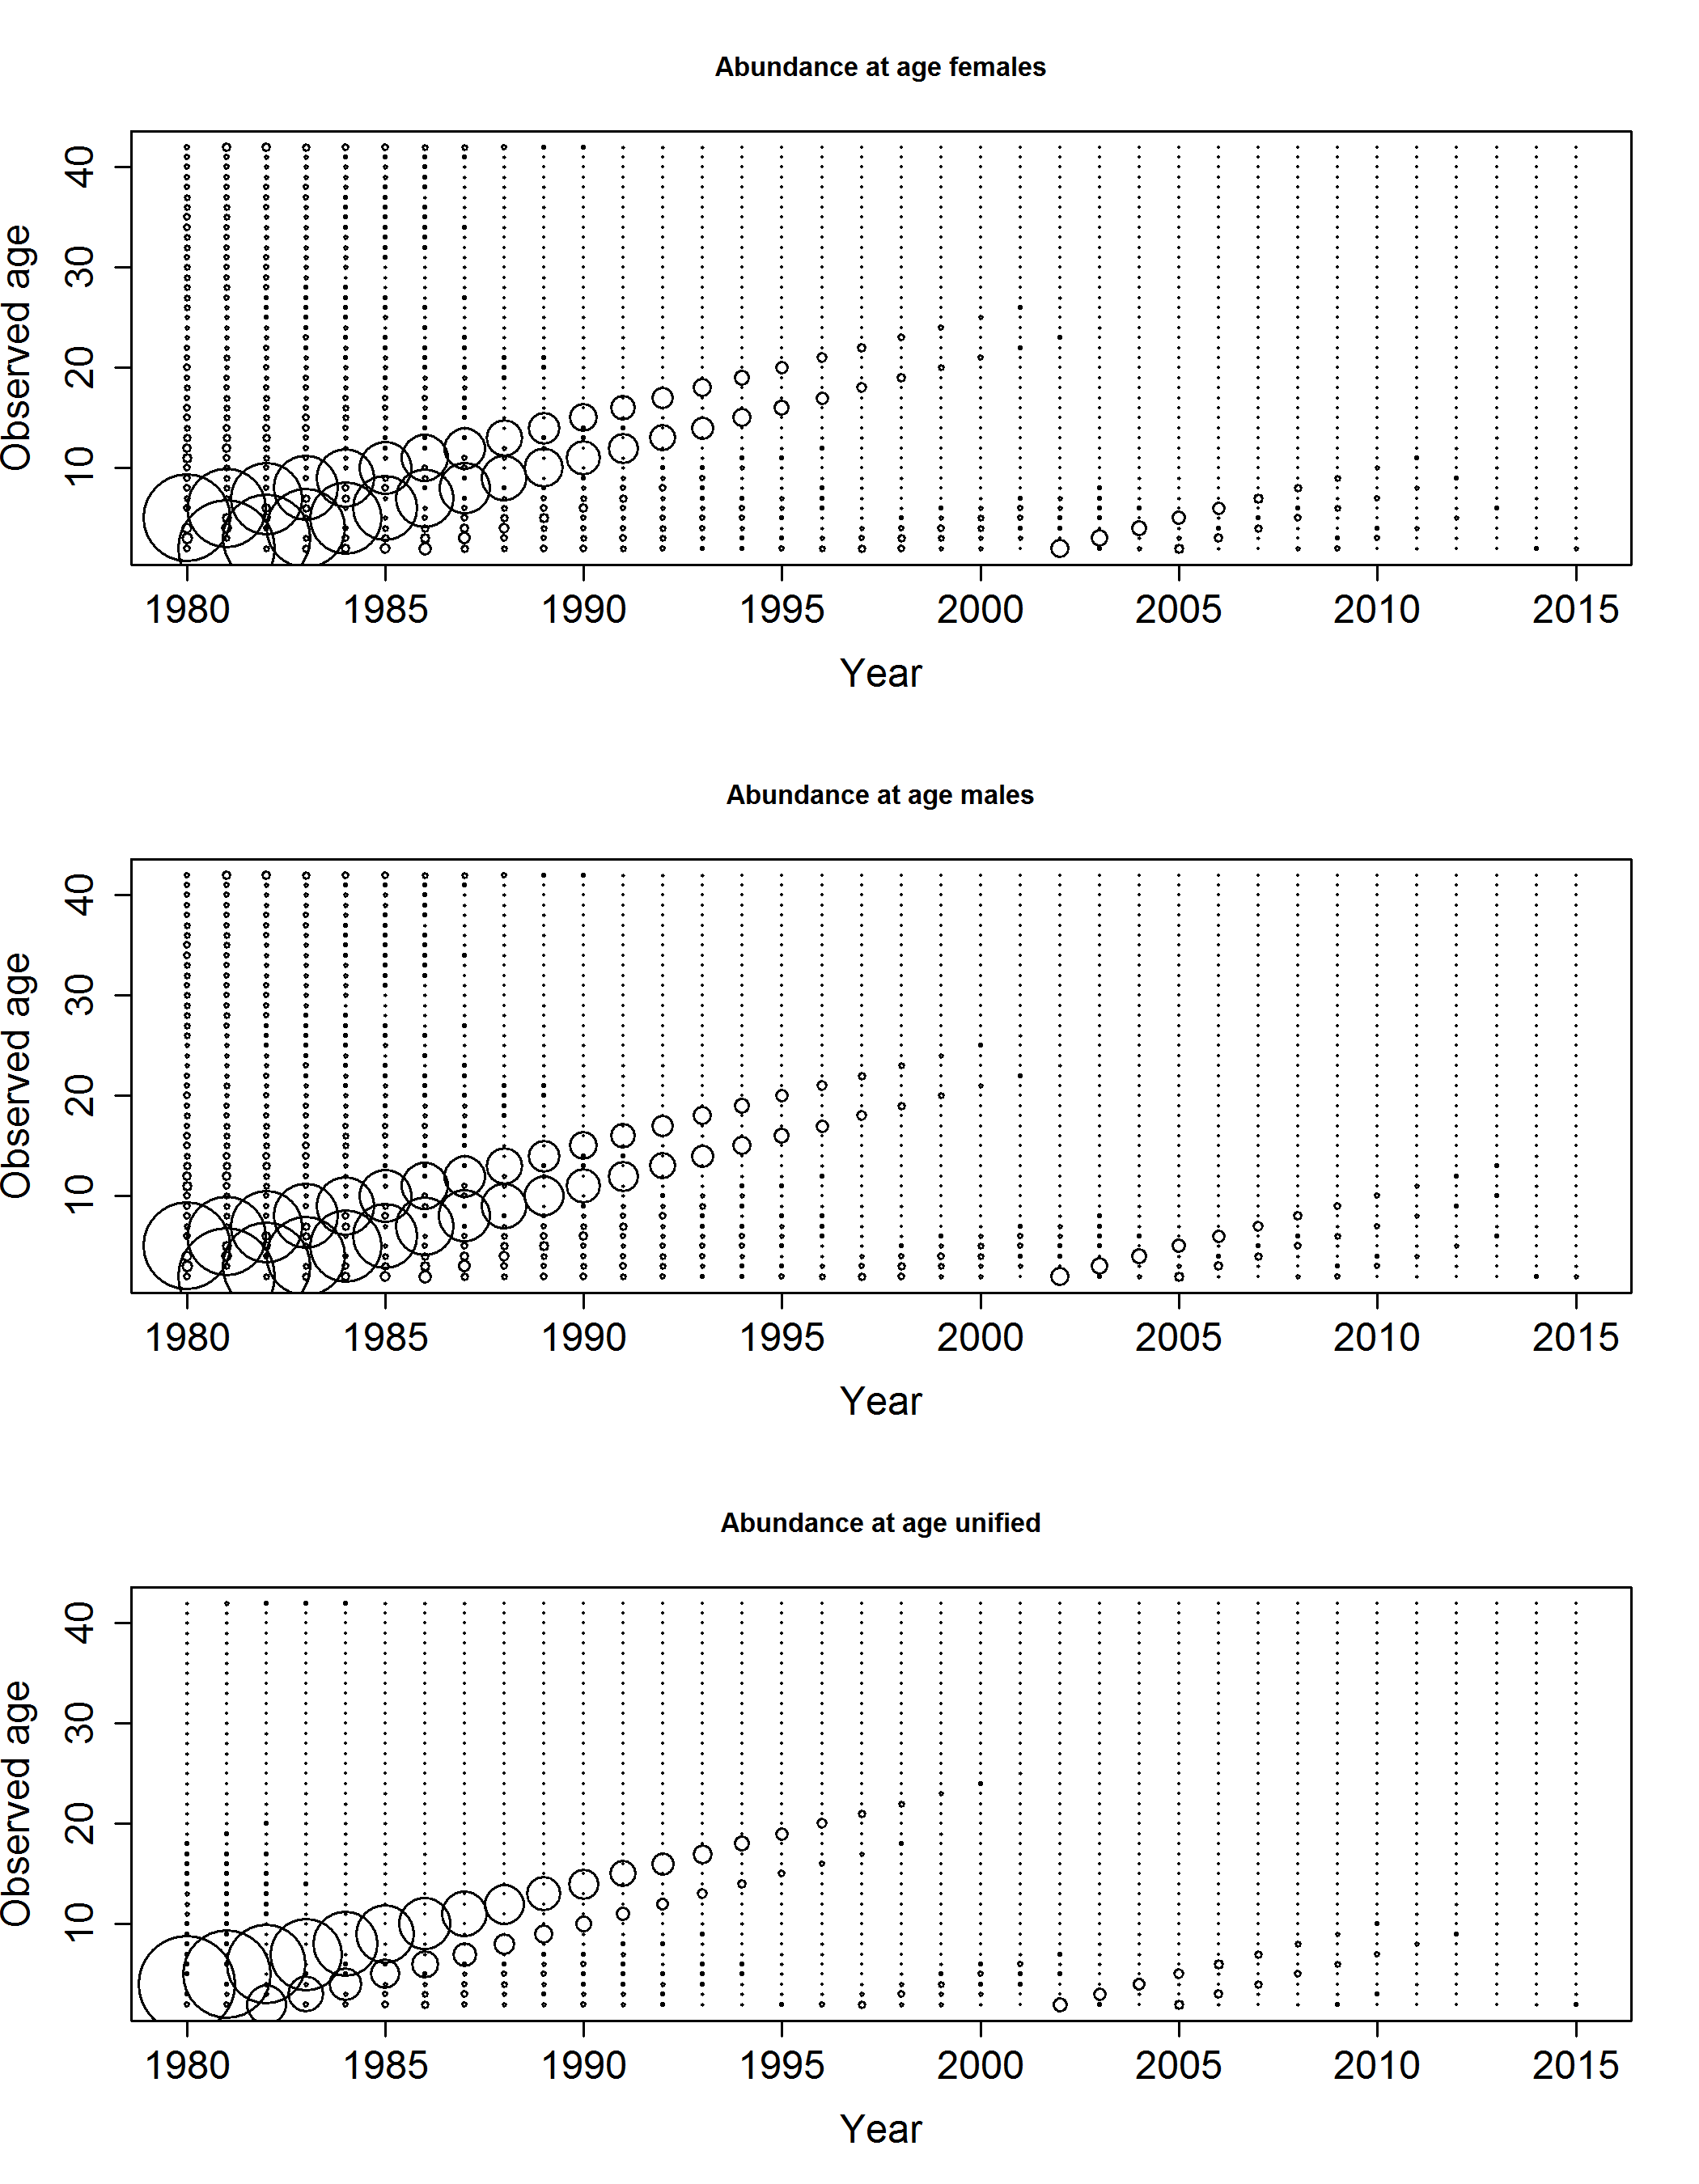 Abundance at age females
Observed age
40
30
20
10
1980 1985 1990 1995 2000 2005 2010 2015
Year
Abundance at age males
Observed age
40
30
20
10
1980 1985 1990 1995 2000 2005 2010 2015
Year
Abundance at age unified
Observed age
40
30
20
10
1980 1985 1990 1995 2000 2005 2010 2015
Year